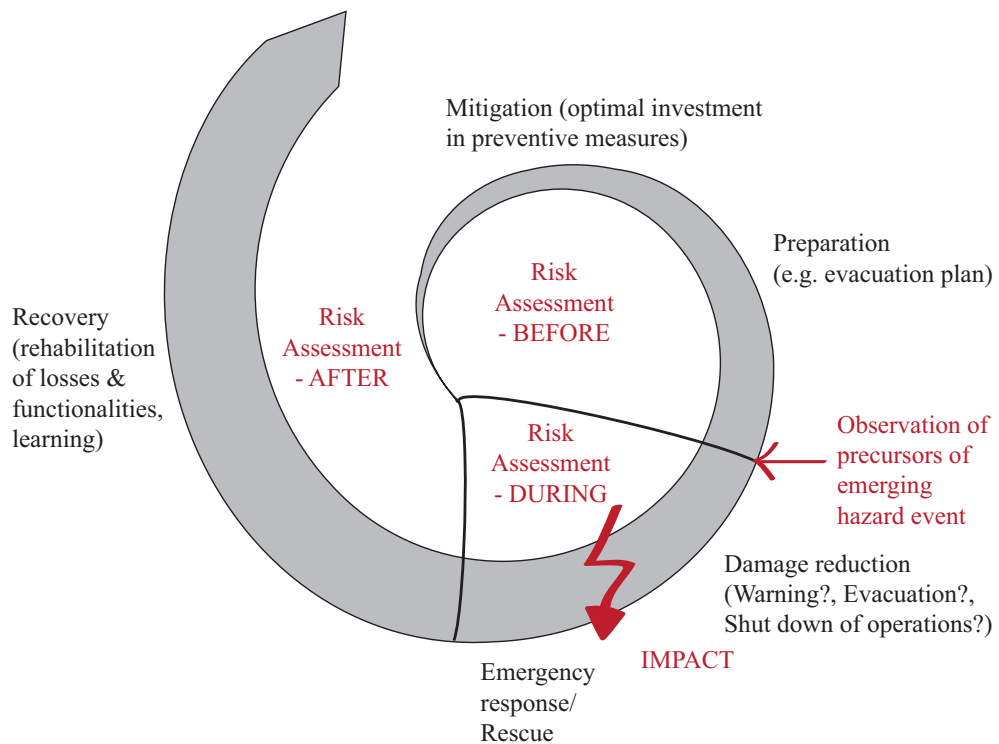 Mitigation (optimal investment
in preventive measures)
Preparation
(e.g. evacuation plan)
Risk
Assessment
- BEFORE
Recovery
(rehabilitation
of losses &
functionalities,
learning)
Risk
Assessment
- AFTER
Risk
Assessment
- DURING
Observation of
precursors of
emerging
hazard event
Damage reduction
(Warning?, Evacuation?,
Shut down of operations?)
IMPACT
Emergency
response/
Rescue